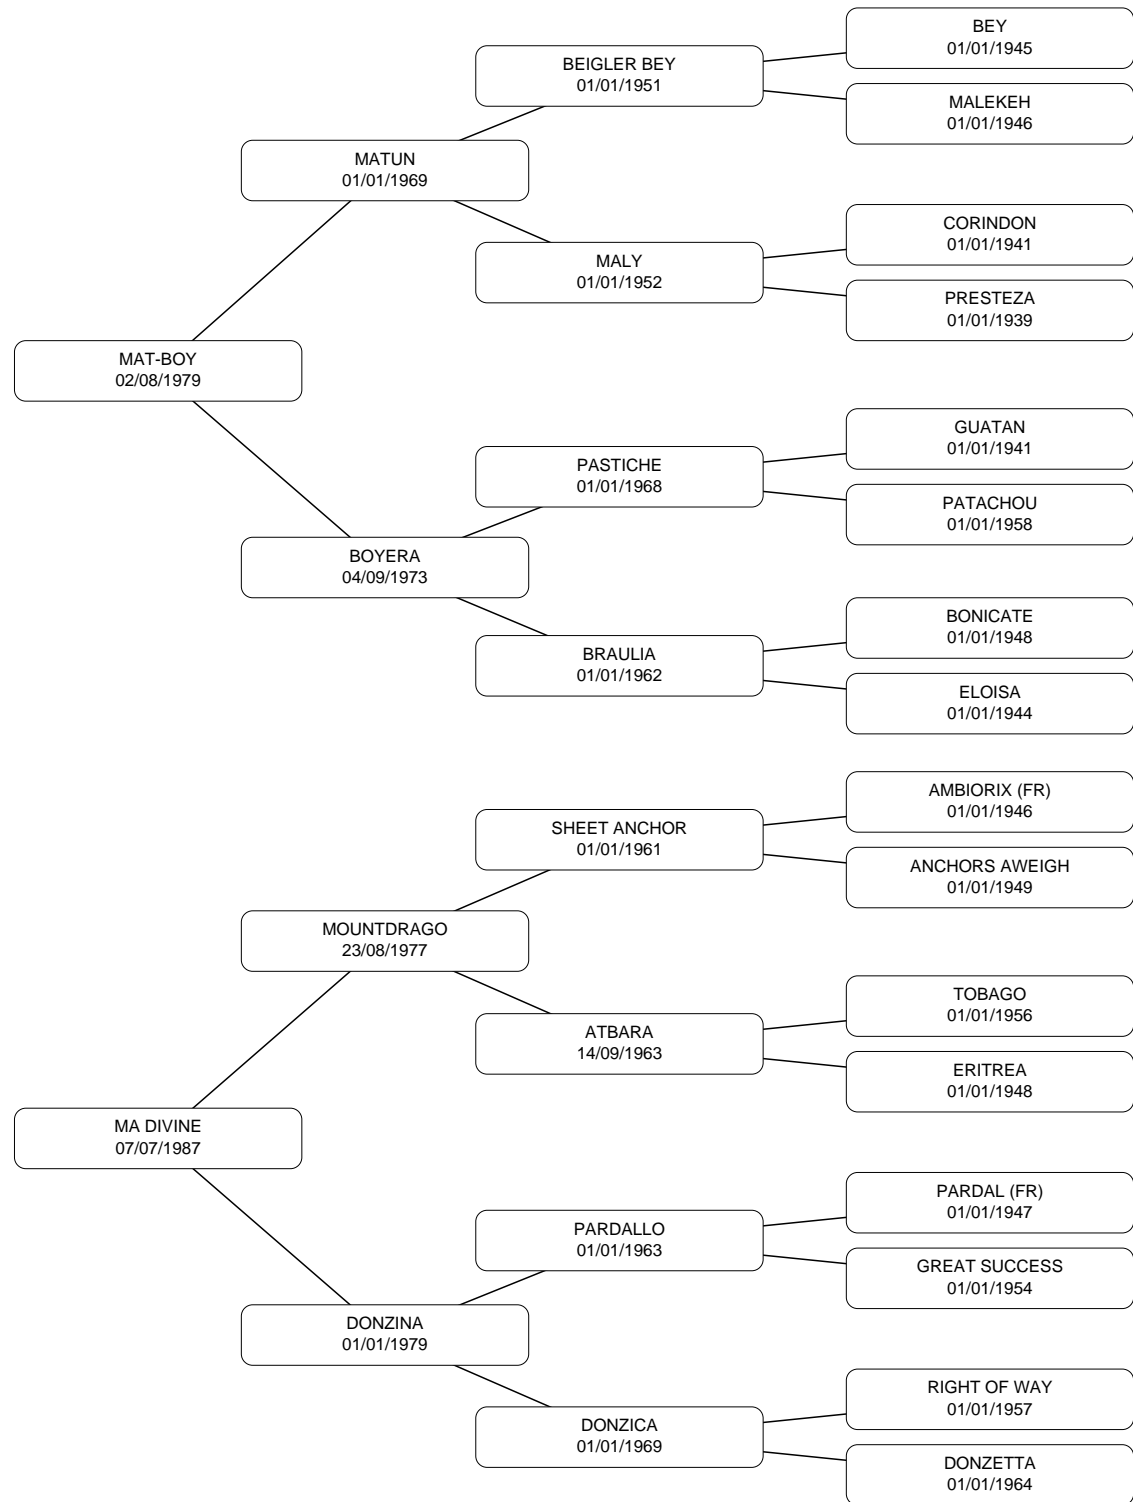 BEY
01/01/1945
BEIGLER BEY
01/01/1951
MALEKEH
01/01/1946
MATUN
01/01/1969
CORINDON
01/01/1941
MALY
01/01/1952
PRESTEZA
01/01/1939
MAT-BOY
02/08/1979
GUATAN
01/01/1941
PASTICHE
01/01/1968
PATACHOU
01/01/1958
BOYERA
04/09/1973
BONICATE
01/01/1948
BRAULIA
01/01/1962
ELOISA
01/01/1944
AMBIORIX (FR)
01/01/1946
SHEET ANCHOR
01/01/1961
ANCHORS AWEIGH
01/01/1949
MOUNTDRAGO
23/08/1977
TOBAGO
01/01/1956
ATBARA
14/09/1963
ERITREA
01/01/1948
MA DIVINE
07/07/1987
PARDAL (FR)
01/01/1947
PARDALLO
01/01/1963
GREAT SUCCESS
01/01/1954
DONZINA
01/01/1979
RIGHT OF WAY
01/01/1957
DONZICA
01/01/1969
DONZETTA
01/01/1964